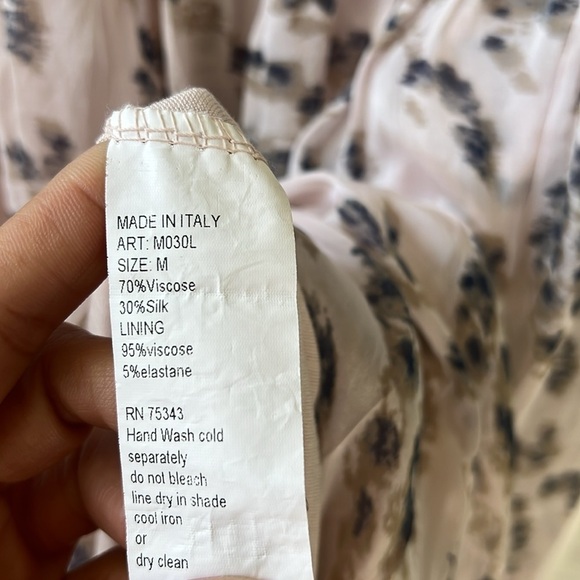 MADE IN ITALY
ART: M030L
SIZE: M
70%Viscose
30%Silk
LINING
95%viscose
5%elastane
RN 75343
Hand Wash cold
separately
do not bleach
line dry in shade
cool iron
or
dry clean